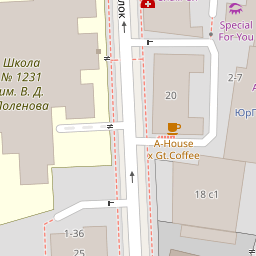 лок
Special
For You
Школа
№ 1231
им. В. Д.
Поленова
2-7
20
A-House
x Gt.Coffee
18 с1
1-36
25